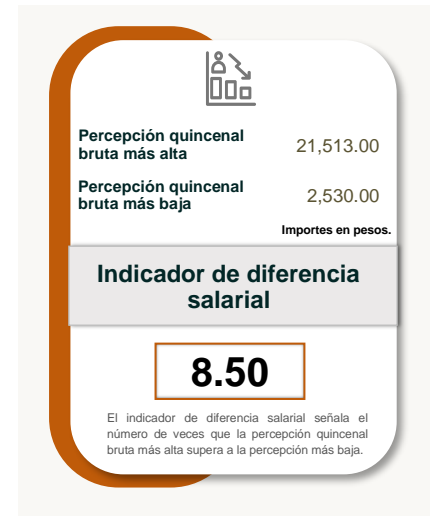 Percepción quincenal
bruta más alta
21,513.00
Percepción quincenal
bruta más baja
2,530.00
Importes en pesos.
Indicador de diferencia
salarial
8.50
El indicador de diferencia salarial señala el
número de veces que la percepción quincenal
bruta más alta supera a la percepción más baja.